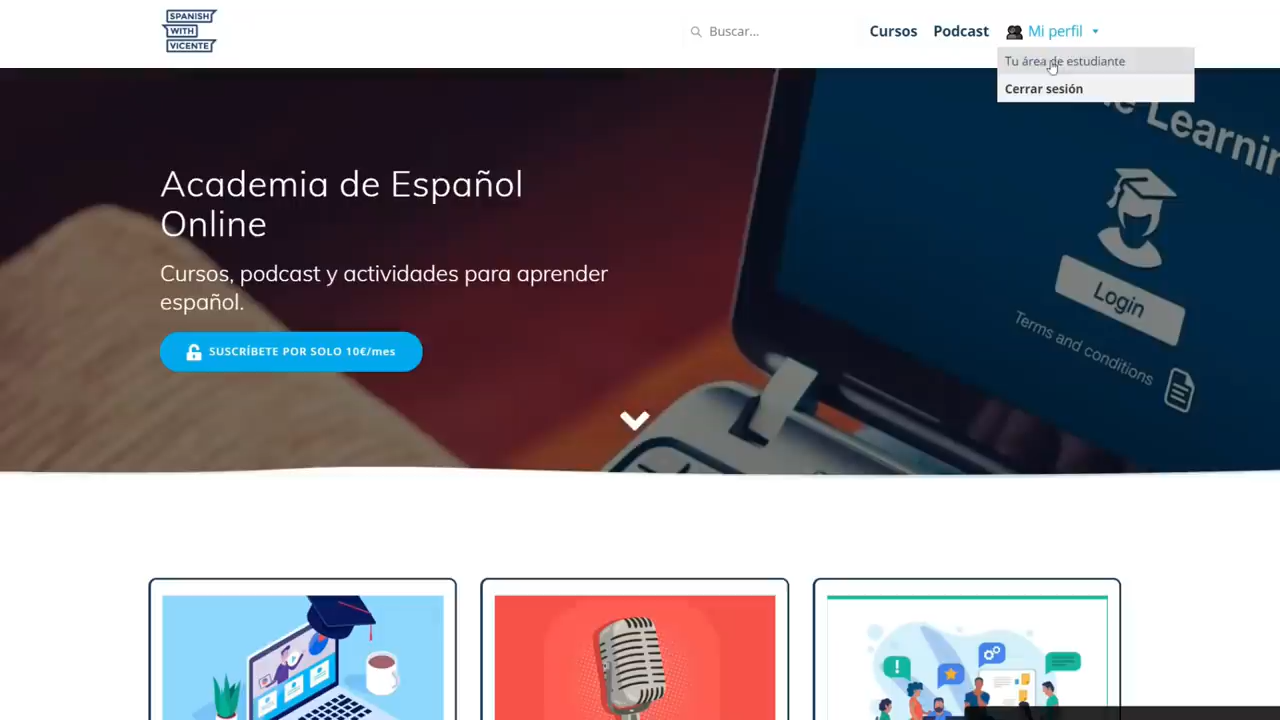 SPANISH
WITH
VICENTE
Buscar...
Cursos
Podcast
Mi perfil
Tu área de estudiante
Cerrar sesión
Academia de Español
Online
Cursos, podcast y actividades para aprender
español.
SUSCRÍBETE POR SOLO 10€/mes
e Learning
Login
Terms and conditions